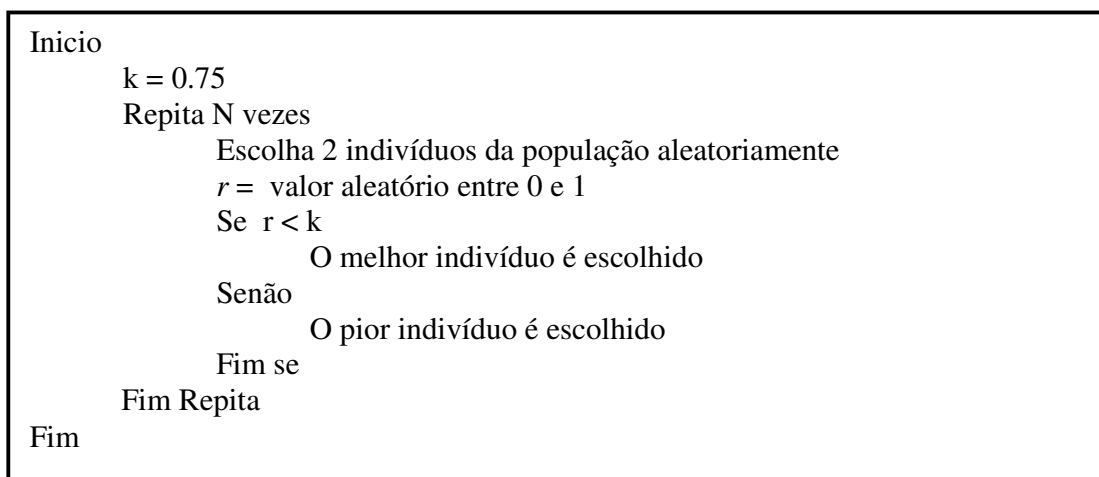 Inicio
k = 0.75
Repita N vezes
Escolha 2 indivíduos da população aleatoriamente
r = valor aleatório entre 0 e 1
Se r < k
O melhor indivíduo é escolhido
Senão
O pior indivíduo é escolhido
Fim se
Fim Repita
Fim